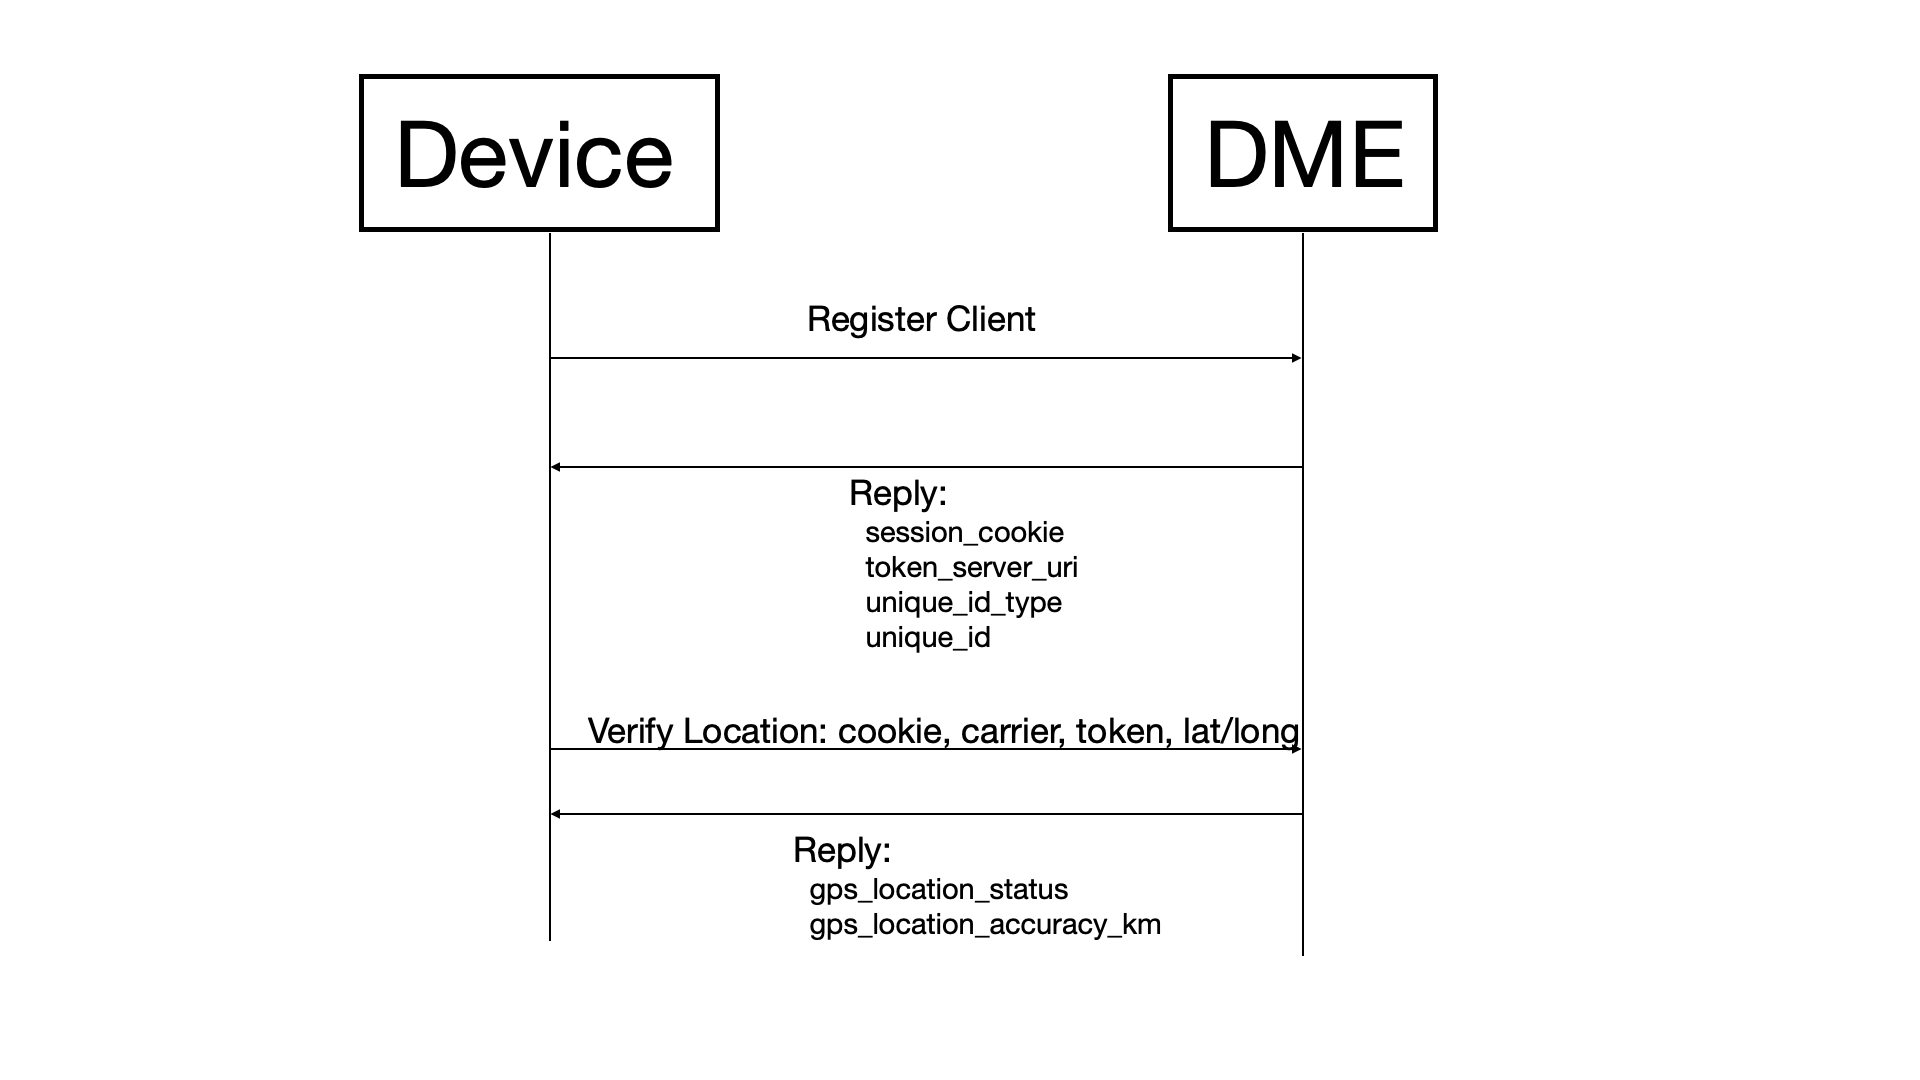 Device
DME
Register Client
Reply:
session_cookie
token_server_uri
unique_id_type
unique_id
Verify Location: cookie, carrier, token, lat/long
Reply:
gps_location_status
gps_location_accuracy_km